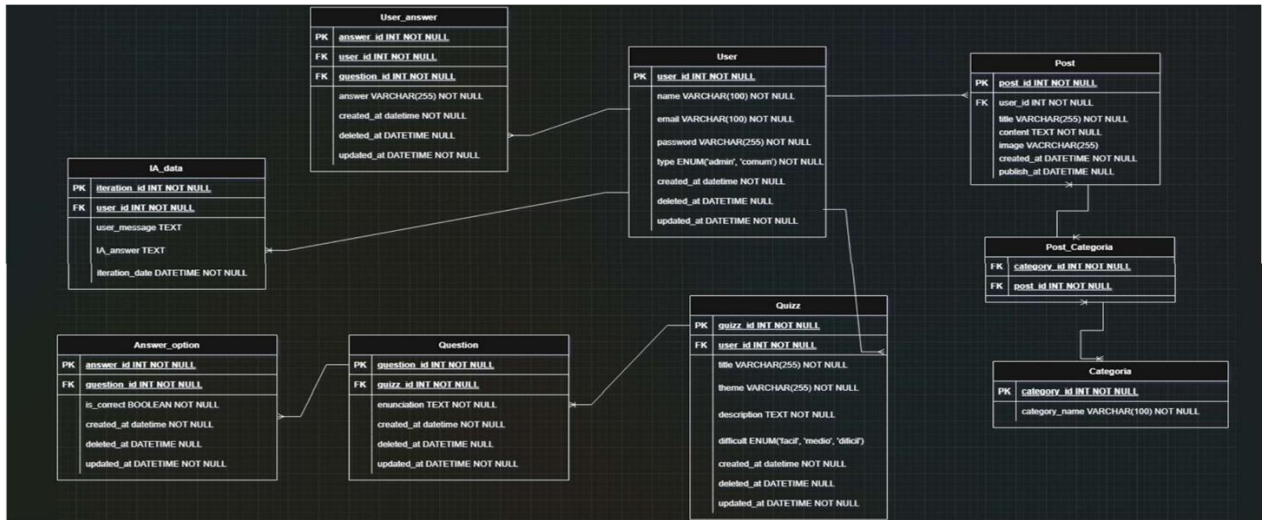 User_answer
PK answer_id INT NOT NULL
FK user_id INT NOT NULL
FK question_id INT NOT NULL
answer VARCHAR(255) NOT NULL
created_at datetime NOT NULL
deleted_at DATETIME NULL
updated_at DATETIME NOT NULL
User
PK user_id INT NOT NULL
name VARCHAR(100) NOT NULL
email VARCHAR(100) NOT NULL
password VARCHAR(255) NOT NULL
type ENUM('admin', 'comum') NOT NULL
created_at datetime NOT NULL
deleted_at DATETIME NULL
updated_at DATETIME NOT NULL
Post
PK post_id INT NOT NULL
FK user_id INT NOT NULL
title VARCHAR(255) NOT NULL
content TEXT NOT NULL
image VACRCHAR(255)
created_at DATETIME NOT NULL
publish_at DATETIME NULL
IA_data
PK iteration_id INT NOT NULL
FK user_id INT NOT NULL
user_message TEXT
IA_answer TEXT
iteration_date DATETIME NOT NULL
Post_Categoria
FK category_id INT NOT NULL
FK post_id INT NOT NULL
Answer_option
PK answer_id INT NOT NULL
FK question_id INT NOT NULL
is_correct BOOLEAN NOT NULL
created_at datetime NOT NULL
deleted_at DATETIME NULL
updated_at DATETIME NOT NULL
Question
PK question_id INT NOT NULL
FK quizz_id INT NOT NULL
enunciation TEXT NOT NULL
created_at datetime NOT NULL
deleted_at DATETIME NULL
updated_at DATETIME NOT NULL
Quizz
PK quizz_id INT NOT NULL
FK user_id INT NOT NULL
title VARCHAR(255) NOT NULL
theme VARCHAR(255) NOT NULL
description TEXT NOT NULL
difficult ENUM('facil', 'medio', 'dificil')
created_at datetime NOT NULL
deleted_at DATETIME NULL
updated_at DATETIME NOT NULL
Categoria
PK category_id INT NOT NULL
category_name VARCHAR(100) NOT NULL